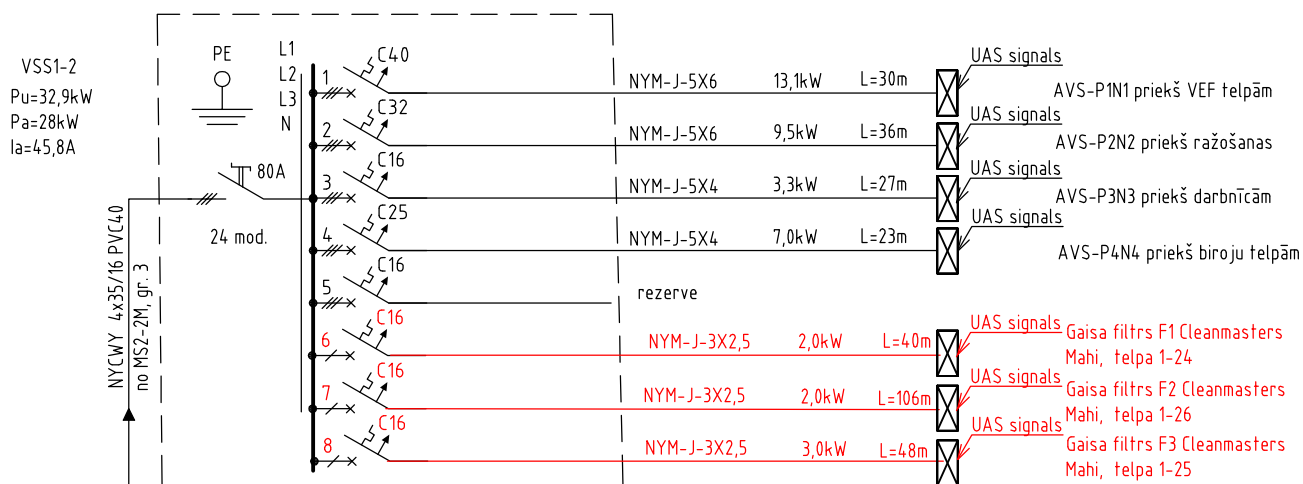 VSS1-2
Pu=32,9kW
Pa=28kW
Ia=45,8A
PE
L1
L2
L3
N
80A
24 mod.
NYCWY 4x35/16 PVC40
no MS2-2M, gr. 3
1 C40 NYM-J-5X6 13,1kW L=30m UAS signals
AVS-P1N1 priekš VEF telpām
2 C32 NYM-J-5X6 9,5kW L=36m UAS signals
AVS-P2N2 priekš ražošanas
3 C16 NYM-J-5X4 3,3kW L=27m UAS signals
AVS-P3N3 priekš darbnīcām
4 C25 NYM-J-5X4 7,0kW L=23m UAS signals
AVS-P4N4 priekš biroju telpām
5 C16 rezerve
6 C16 NYM-J-3X2,5 2,0kW L=40m UAS signals
Gaisa filtrs F1 Cleanmasters
Mahi, telpa 1-24
7 C16 NYM-J-3X2,5 2,0kW L=106m UAS signals
Gaisa filtrs F2 Cleanmasters
Mahi, telpa 1-26
8 C16 NYM-J-3X2,5 3,0kW L=48m UAS signals
Gaisa filtrs F3 Cleanmasters
Mahi, telpa 1-25